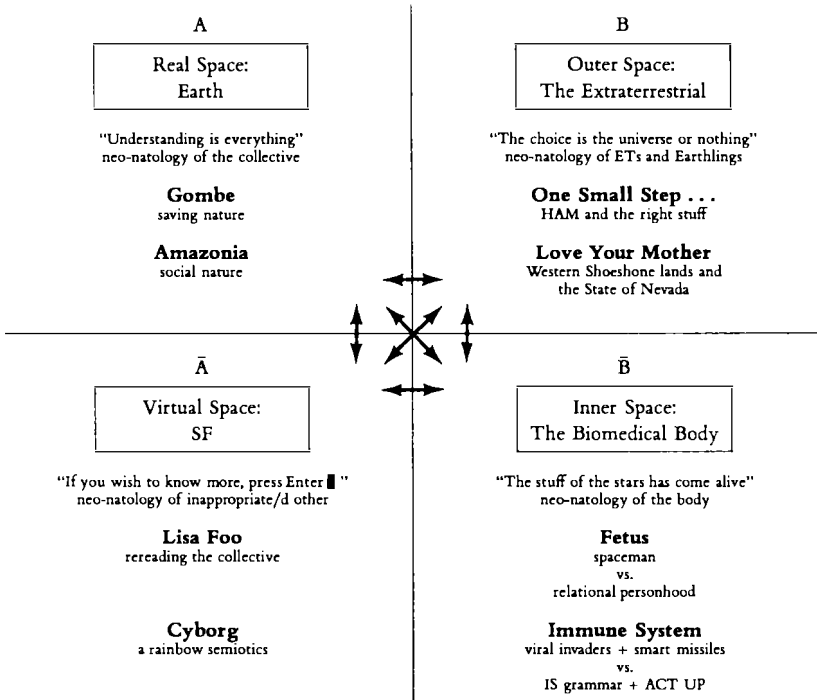 A
Real Space:
Earth
"Understanding is everything"
neo-natology of the collective
Gombe
saving nature
Amazonia
social nature
B
Outer Space:
The Extraterrestrial
"The choice is the universe or nothing"
neo-natology of ETs and Earthlings
One Small Step . . .
HAM and the right stuff
Love Your Mother
Western Shoeshone lands and
the State of Nevada
Ā
Virtual Space:
SF
"If you wish to know more, press Enter ▮ "
neo-natology of inappropriate/d other
Lisa Foo
rereading the collective
Cyborg
a rainbow semiotics
B̄
Inner Space:
The Biomedical Body
"The stuff of the stars has come alive"
neo-natology of the body
Fetus
spaceman
vs.
relational personhood
Immune System
viral invaders + smart missiles
vs.
IS grammar + ACT UP